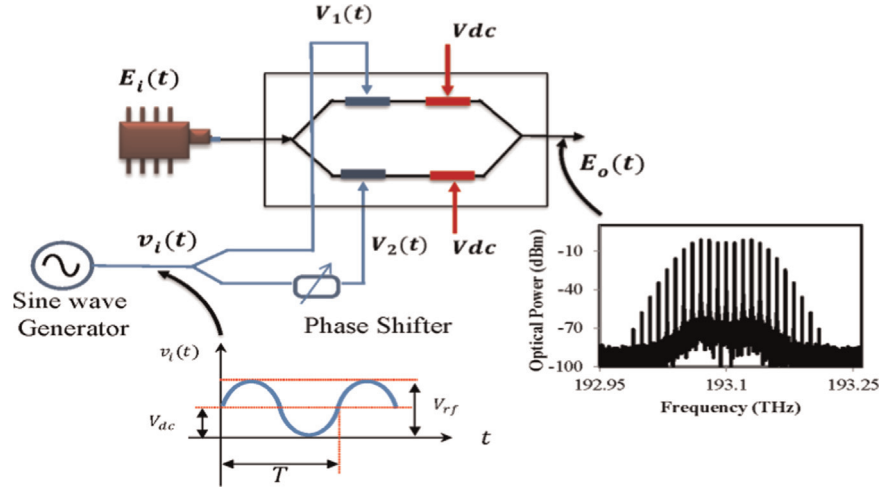 V₁(t)
Vdc
Eᵢ(t)
Eₒ(t)
vᵢ(t)
V₂(t)
Vdc
Sine wave
Generator
Phase Shifter
vᵢ(t)
V_dc
V_rf
t
T
Optical Power (dBm)
-10
-40
-70
-100
192.95
193.1
193.25
Frequency (THz)